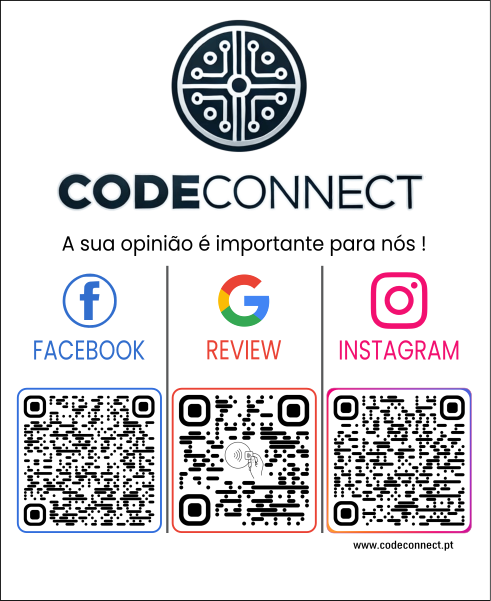 CODECONNECT
A sua opinião é importante para nós !
FACEBOOK
REVIEW
INSTAGRAM
www.codeconnect.pt